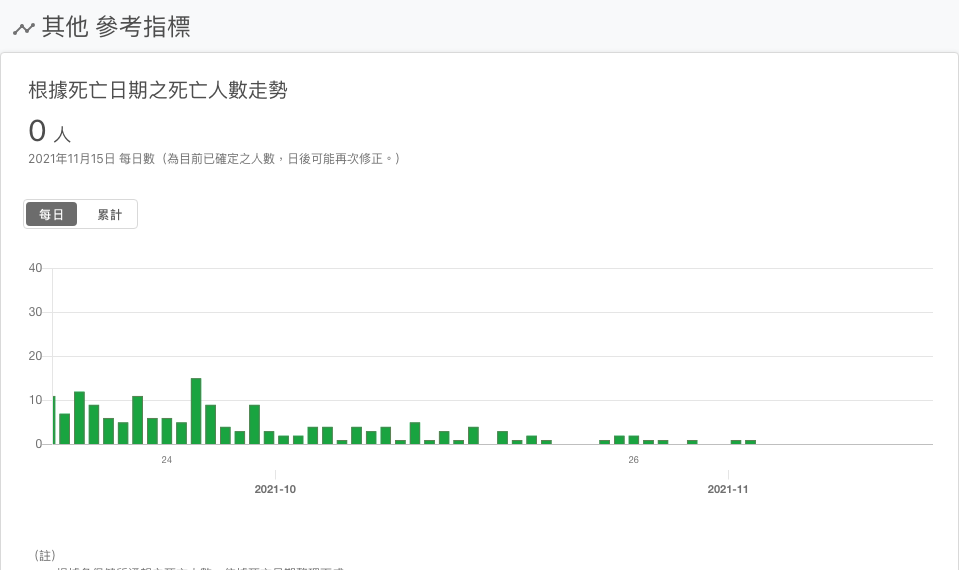 其他 參考指標
根據死亡日期之死亡人數走勢
0 人
2021年11月15日 每日數（為目前已確定之人數，日後可能再次修正。）
每日 累計
40
30
20
10
0
24 26
2021-10 2021-11
（註）